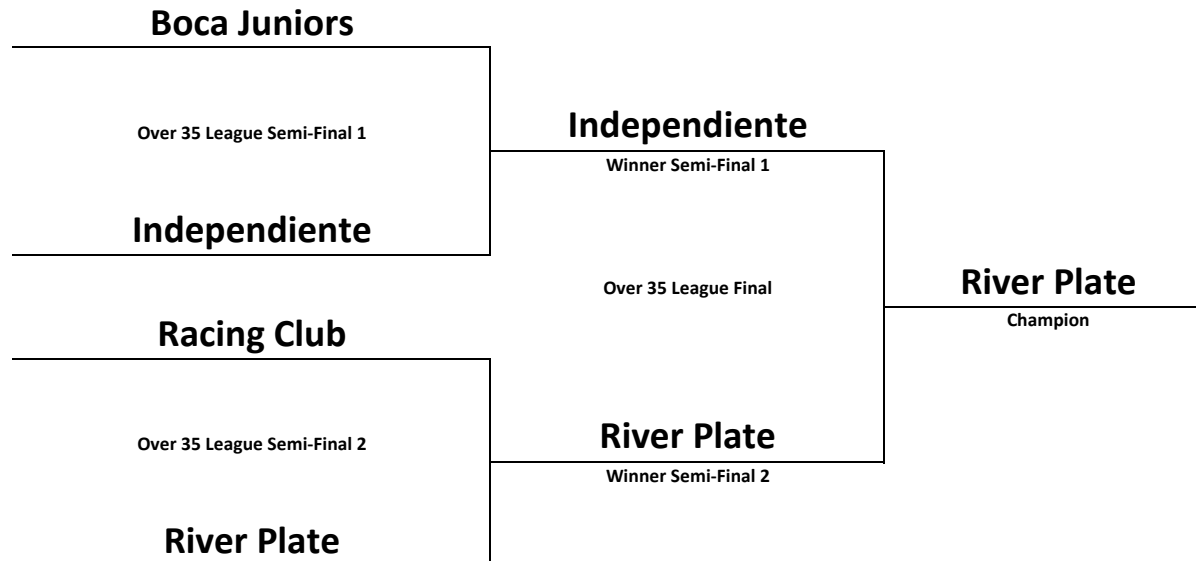 Boca Juniors
Over 35 League Semi-Final 1
Independiente
Independiente
Winner Semi-Final 1
Over 35 League Final
River Plate
Champion
Racing Club
Over 35 League Semi-Final 2
River Plate
Winner Semi-Final 2
River Plate